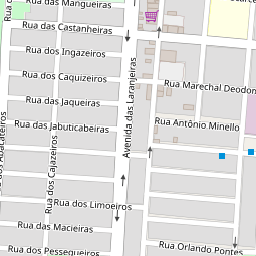 Rua das Mangueiras
Rua das Castanheiras
Rua dos Ingazeiros
Rua dos Caquizeiros
Rua Marechal Deodor
Rua das Jaqueiras
Avenida das Laranjeiras
Rua Antônio Minello
Rua das Jabuticabeiras
Abacateiros
Rua dos Cajazeiros
Rua dos Limoeiros
Rua das Macieiras
Rua Orlando Pontes
Rua dos Pessegueiros